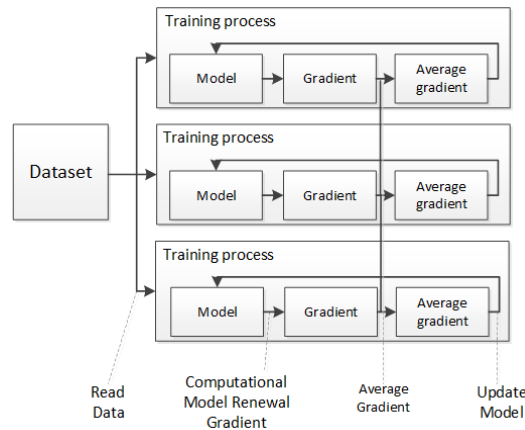 Training process
Model
Gradient
Average
gradient
Dataset
Training process
Model
Gradient
Average
gradient
Training process
Model
Gradient
Average
gradient
Read
Data
Computational
Model Renewal
Gradient
Average
Gradient
Update
Model